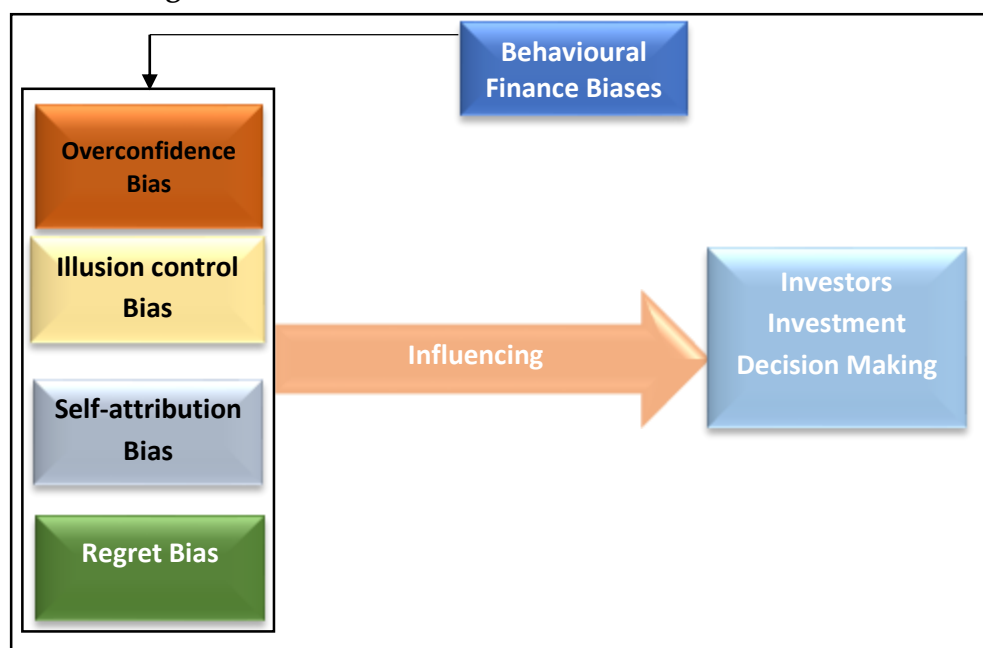 Behavioural
Finance Biases
Overconfidence
Bias
Illusion control
Bias
Self-attribution
Bias
Regret Bias
Influencing
Investors
Investment
Decision Making